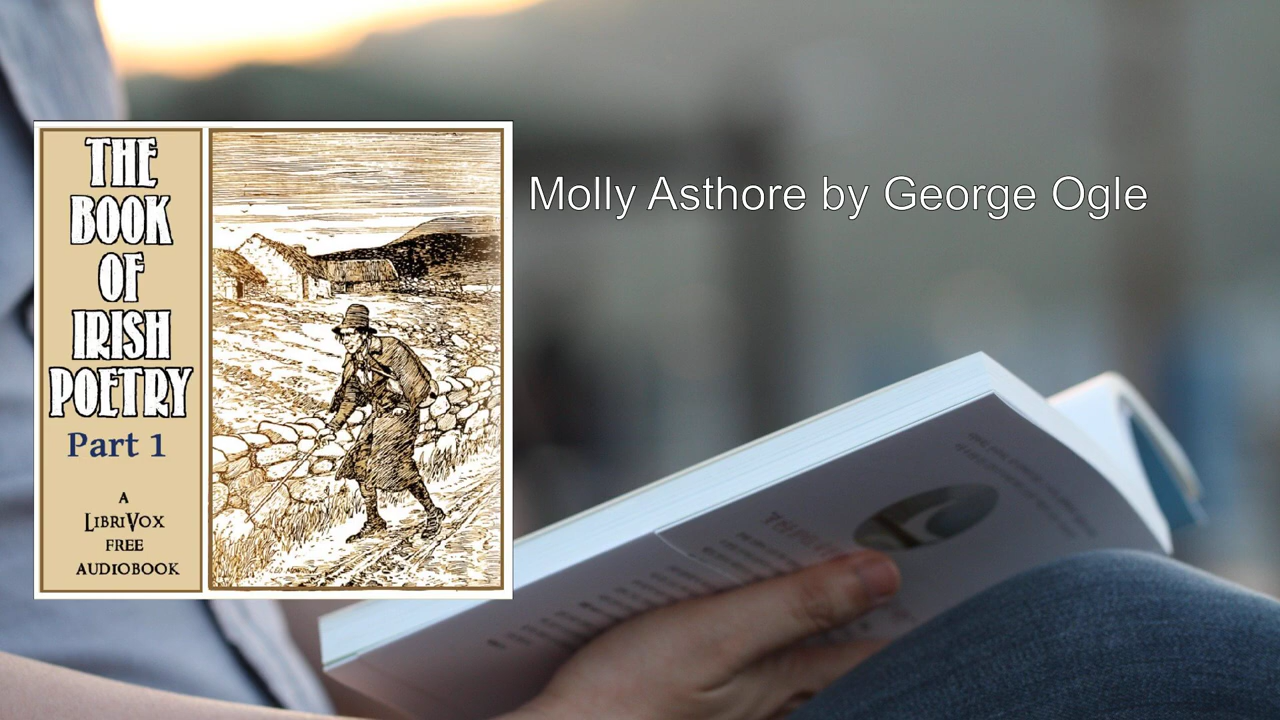 THE
BOOK
OF
IRISH
POETRY
Part 1
A
LIBRIVOX
FREE
AUDIOBOOK
Molly Asthore by George Ogle